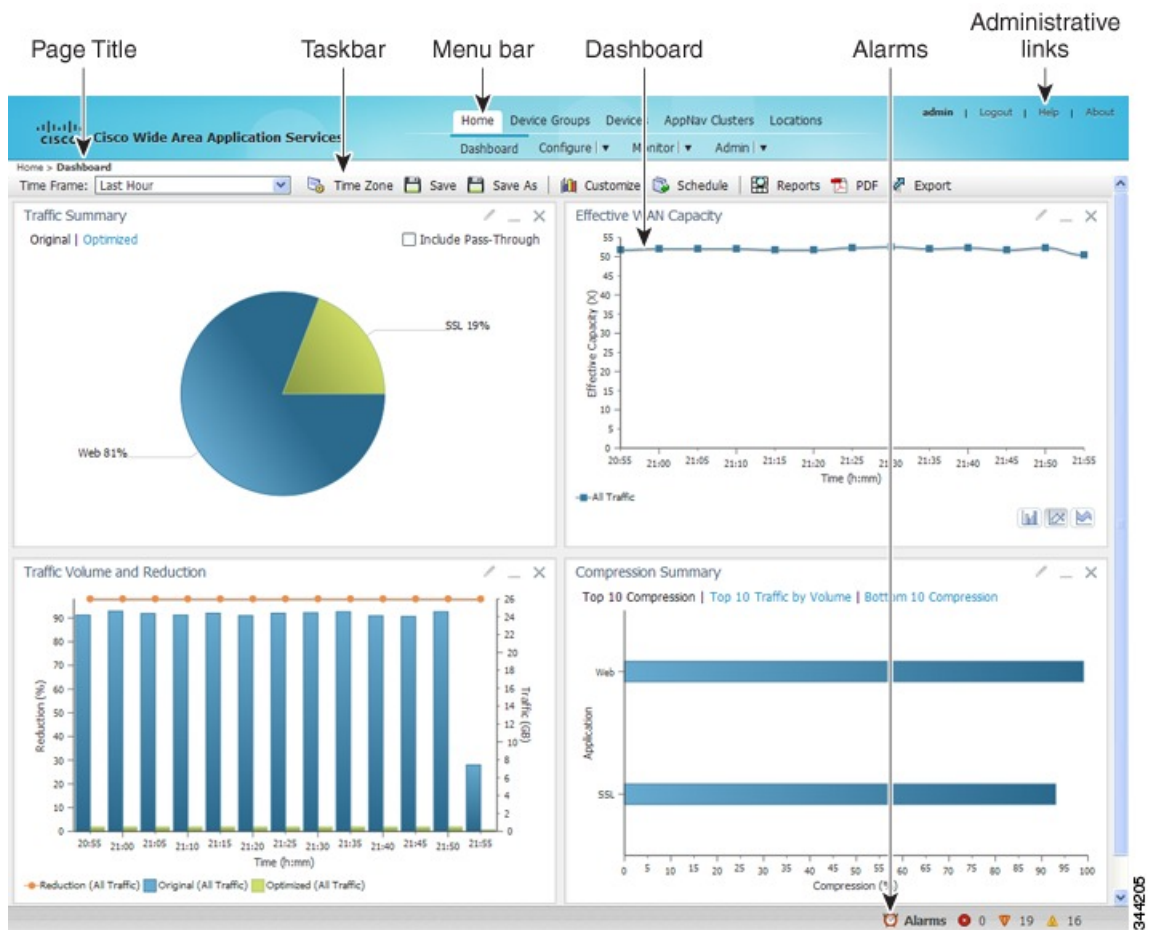 Page Title
Taskbar
Menu bar
Dashboard
Alarms
Administrative
links
cisco Cisco Wide Area Application Services
Home Device Groups Devices AppNav Clusters Locations
admin | Logout | Help | About
Dashboard Configure | Monitor | Admin |
Home > Dashboard
Time Frame: Last Hour Time Zone Save Save As | Customize Schedule | Reports PDF Export
Traffic Summary
Original | Optimized
Include Pass-Through
SSL 19%
Web 81%
Effective WAN Capacity
55
50
45
40
35
30
25
20
15
10
5
0
Effective Capacity (X)
20:55 21:00 21:05 21:10 21:15 21:20 21:25 21:30 21:35 21:40 21:45 21:50 21:55
Time (h:mm)
All Traffic
Traffic Volume and Reduction
90
80
70
60
50
40
30
20
10
0
Reduction (%)
26
24
22
20
18
16
14
12
10
8
6
4
2
0
Traffic (GB)
20:55 21:00 21:05 21:10 21:15 21:20 21:25 21:30 21:35 21:40 21:45 21:50 21:55
Time (h:mm)
Reduction (All Traffic) Original (All Traffic) Optimized (All Traffic)
Compression Summary
Top 10 Compression | Top 10 Traffic by Volume | Bottom 10 Compression
Web
SSL
Application
0 5 10 15 20 25 30 35 40 45 50 55 60 65 70 75 80 85 90 95 100
Compression (%)
Alarms 0 19 16
344205